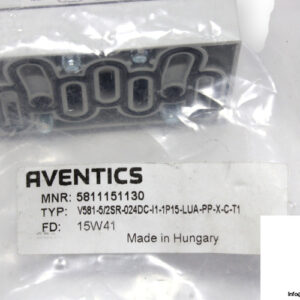 AVENTICS
MNR: 5811151130
TYP: V581-5/2SR-024DC-I1-1P15-LUA-PP-X-C-T1
FD: 15W41
Made in Hungary